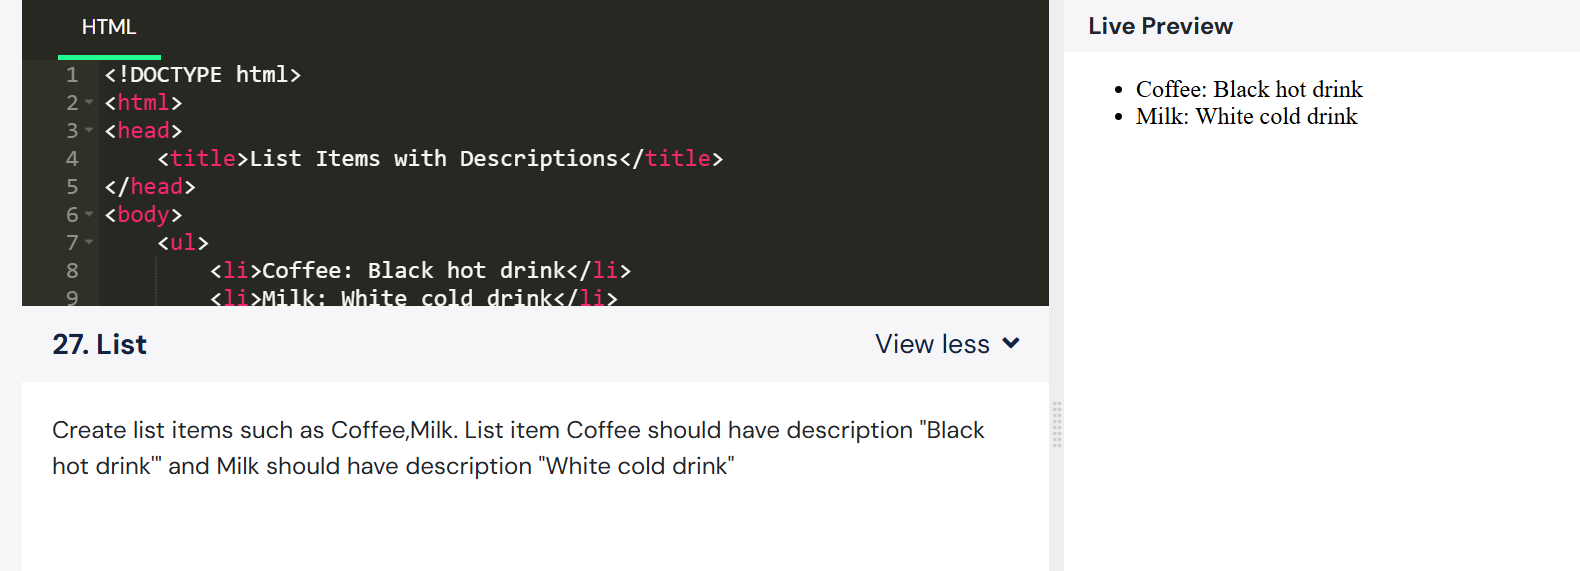 HTML
1 <!DOCTYPE html>
2 <html>
3 <head>
4     <title>List Items with Descriptions</title>
5 </head>
6 <body>
7     <ul>
8         <li>Coffee: Black hot drink</li>
9         <li>Milk: White cold drink</li>
27. List
View less
Create list items such as Coffee,Milk. List item Coffee should have description "Black
hot drink'" and Milk should have description "White cold drink"
Live Preview
• Coffee: Black hot drink
• Milk: White cold drink